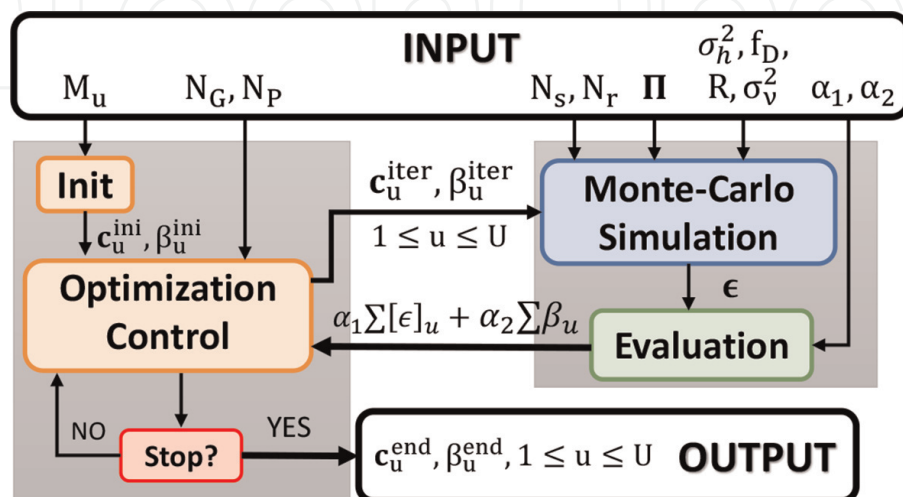 INPUT
σ_h^2, f_D,
M_u N_G, N_P N_s, N_r Π R, σ_ν^2 α_1, α_2
Init
c_u^ini, β_u^ini
c_u^iter, β_u^iter
1 ≤ u ≤ U
Monte-Carlo
Simulation
ϵ
Optimization
Control
α_1∑[ϵ]_u + α_2∑β_u
Evaluation
NO
Stop?
YES
c_u^end, β_u^end, 1 ≤ u ≤ U OUTPUT